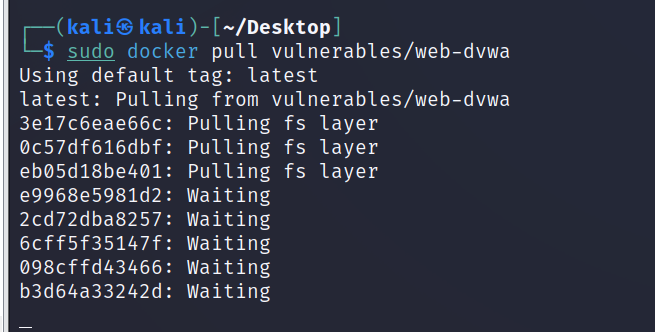 ┌──(kali㉿kali)-[~/Desktop]
└─$ sudo docker pull vulnerables/web-dvwa
Using default tag: latest
latest: Pulling from vulnerables/web-dvwa
3e17c6eae66c: Pulling fs layer
0c57df616dbf: Pulling fs layer
eb05d18be401: Pulling fs layer
e9968e5981d2: Waiting
2cd72dba8257: Waiting
6cff5f35147f: Waiting
098cffd43466: Waiting
b3d64a33242d: Waiting